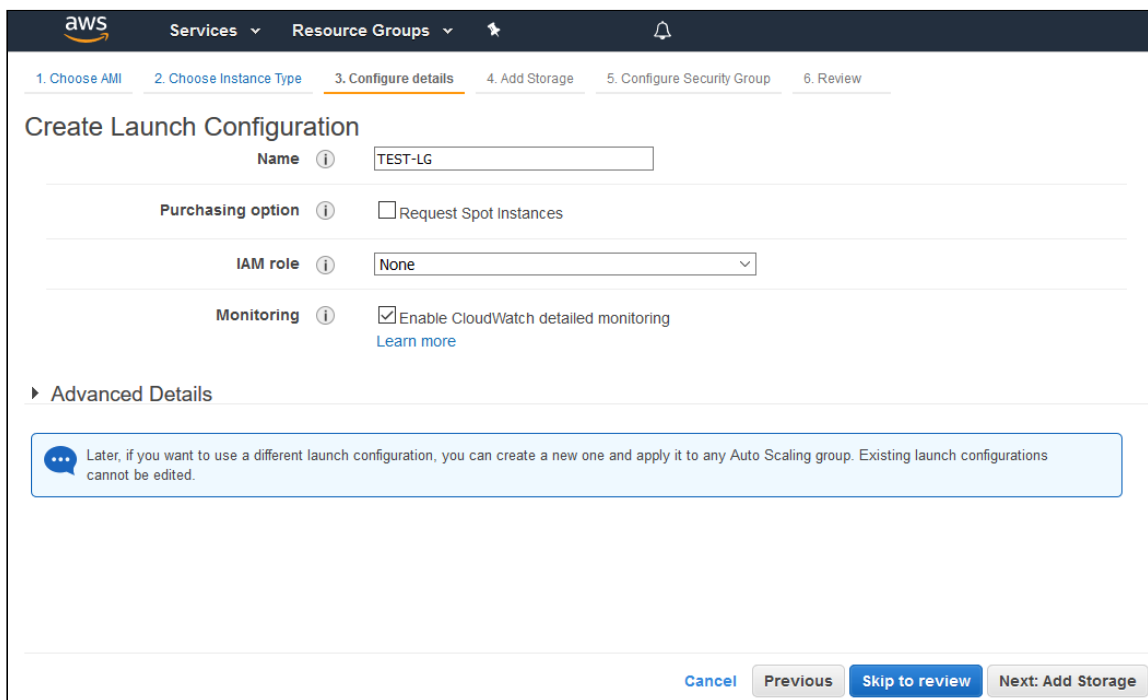 aws Services Resource Groups
1. Choose AMI 2. Choose Instance Type 3. Configure details 4. Add Storage 5. Configure Security Group 6. Review
Create Launch Configuration
Name i TEST-LG
Purchasing option i Request Spot Instances
IAM role i None
Monitoring i Enable CloudWatch detailed monitoring
Learn more
Advanced Details
Later, if you want to use a different launch configuration, you can create a new one and apply it to any Auto Scaling group. Existing launch configurations
cannot be edited.
Cancel Previous Skip to review Next: Add Storage